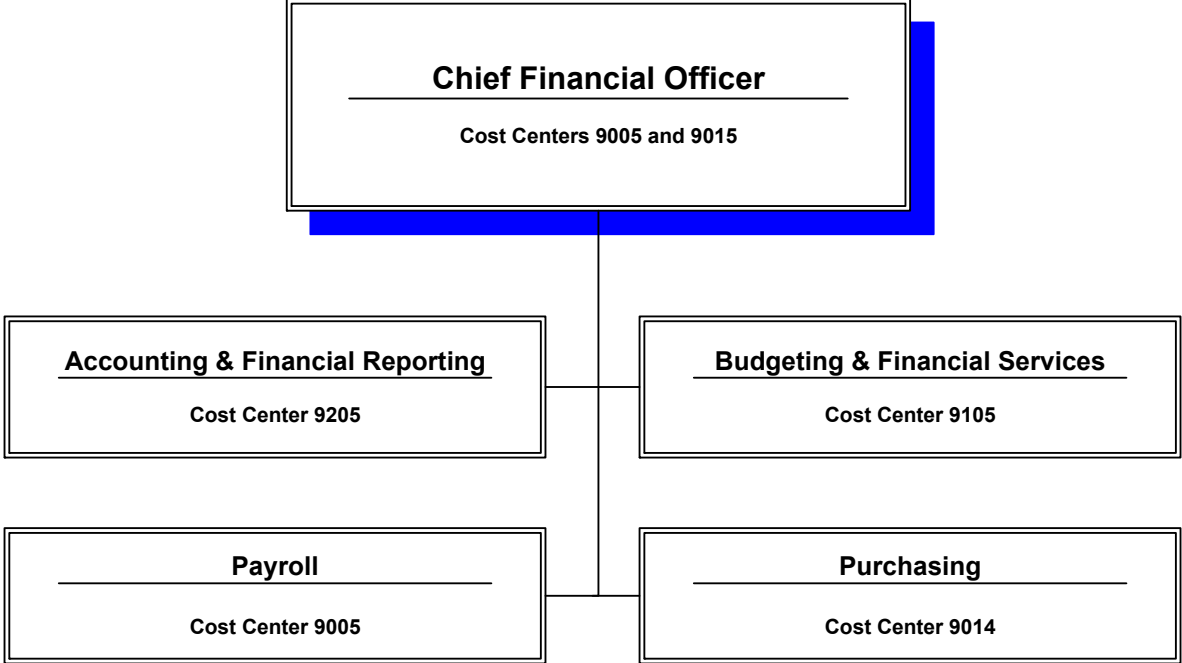 Chief Financial Officer
Cost Centers 9005 and 9015
Accounting & Financial Reporting
Cost Center 9205
Budgeting & Financial Services
Cost Center 9105
Payroll
Cost Center 9005
Purchasing
Cost Center 9014